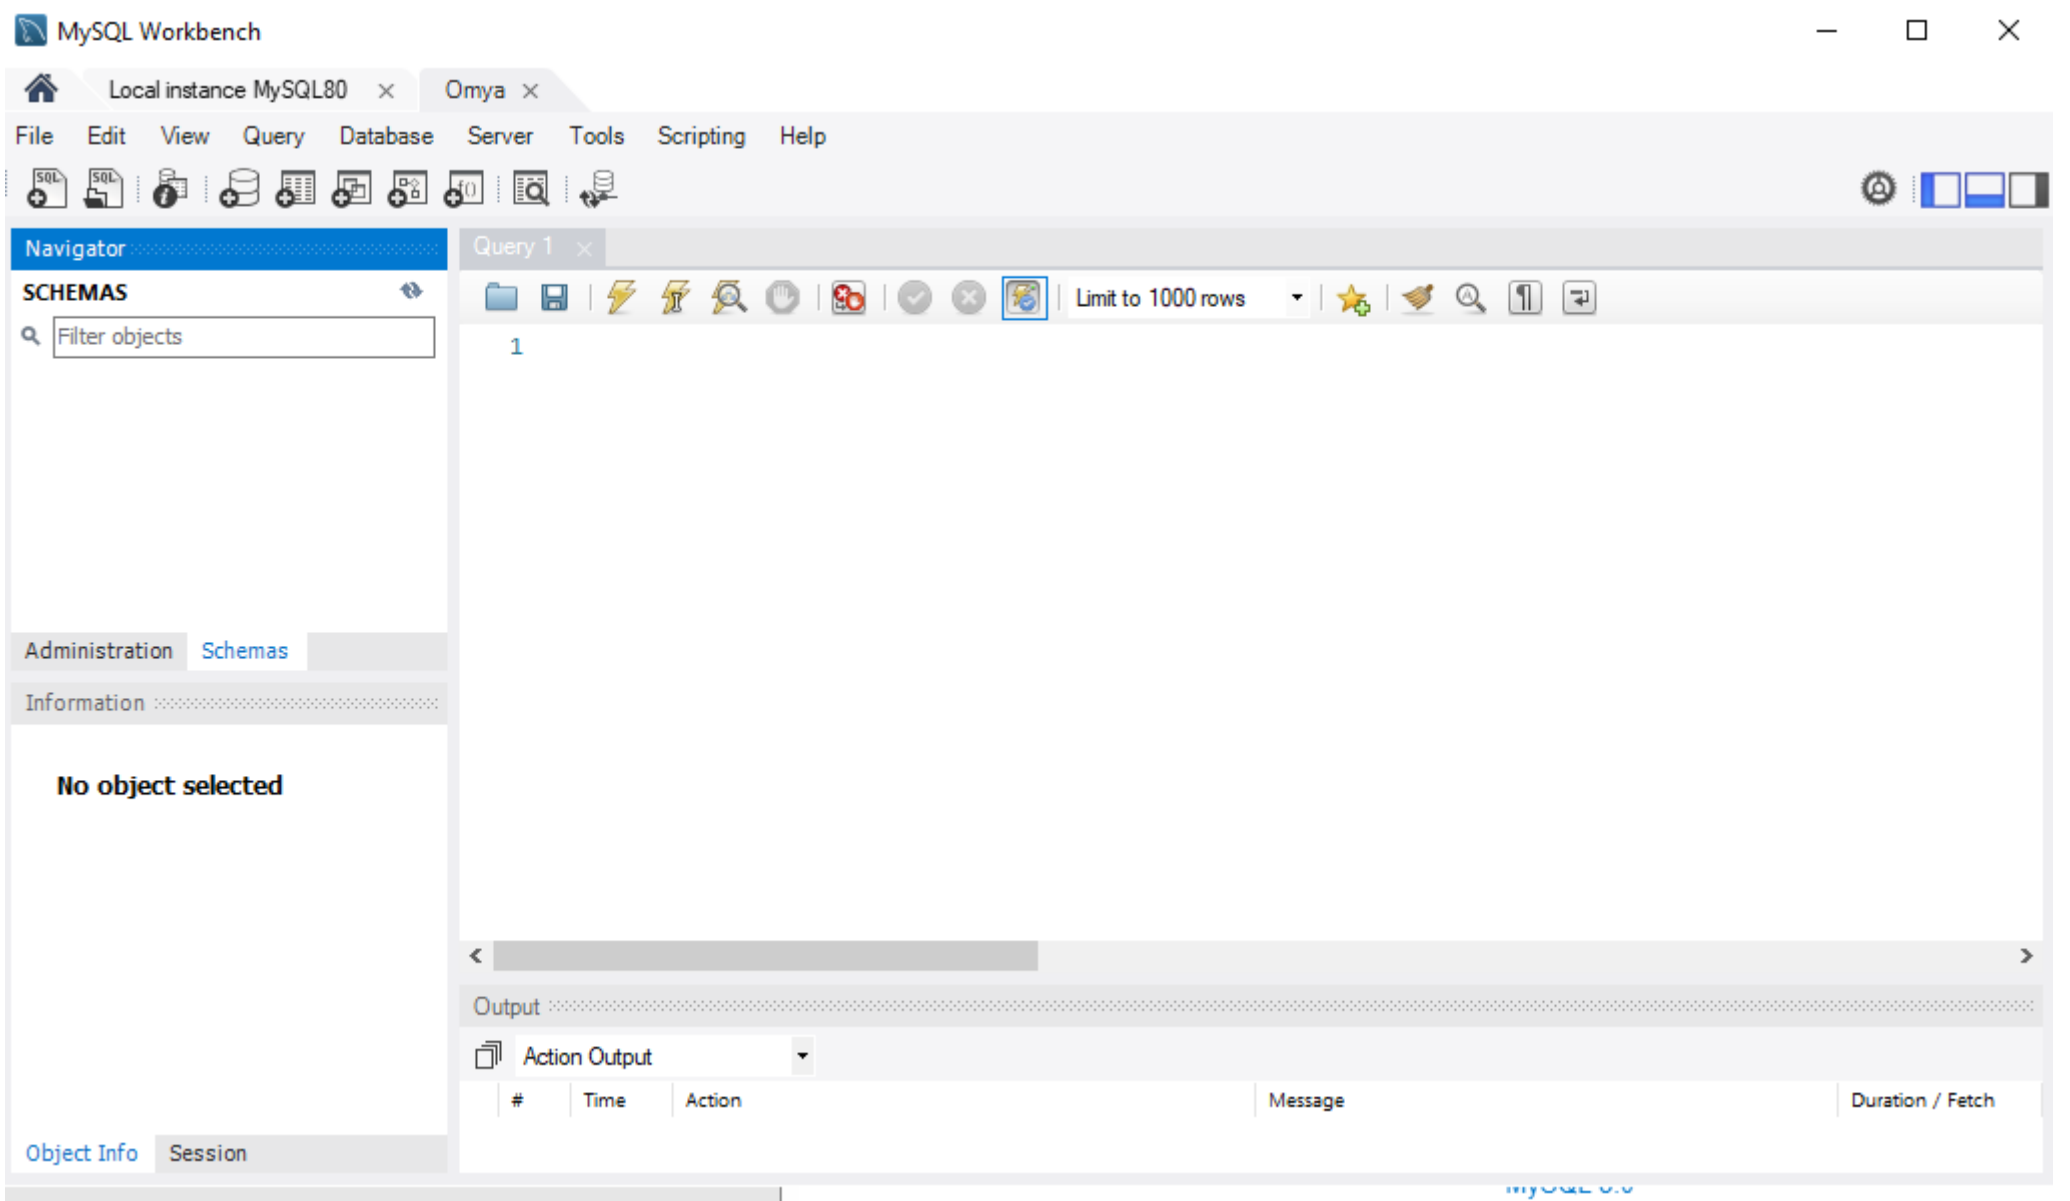 MySQL Workbench
Local instance MySQL80
Omya
File Edit View Query Database Server Tools Scripting Help
Navigator
Query 1
SCHEMAS
Limit to 1000 rows
Filter objects
1
Administration Schemas
Information
No object selected
Output
Action Output
# Time Action Message Duration / Fetch
Object Info Session